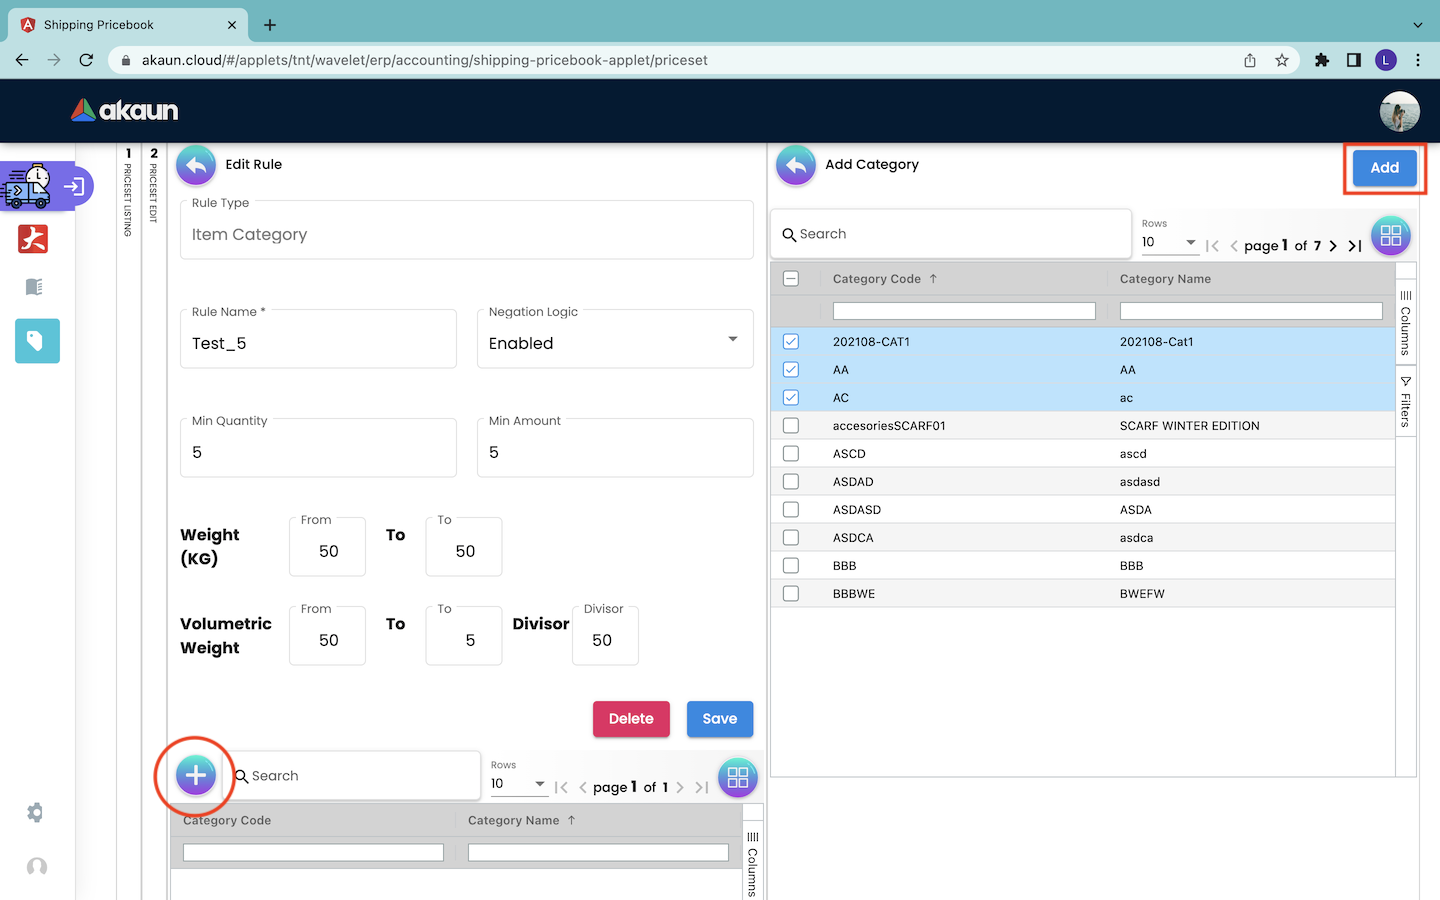 Shipping Pricebook
akaun.cloud/#/applets/tnt/wavelet/erp/accounting/shipping-pricebook-applet/priceset
L
akaun
1 PRICESET LISTING
2 PRICESET EDIT
Edit Rule
Rule Type
Item Category
Rule Name *
Test_5
Negation Logic
Enabled
Min Quantity
5
Min Amount
5
Weight (KG)
From
50
To
To
50
Volumetric Weight
From
50
To
To
5
Divisor
Divisor
50
Delete
Save
Search
Rows
10
page 1 of 1
Category Code
Category Name
Columns
Add Category
Add
Search
Rows
10
page 1 of 7
Category Code
Category Name
202108-CAT1 202108-Cat1
AA AA
AC ac
accesoriesSCARF01 SCARF WINTER EDITION
ASCD ascd
ASDAD asdasd
ASDASD ASDA
ASDCA asdca
BBB BBB
BBBWE BWEFW
Columns
Filters